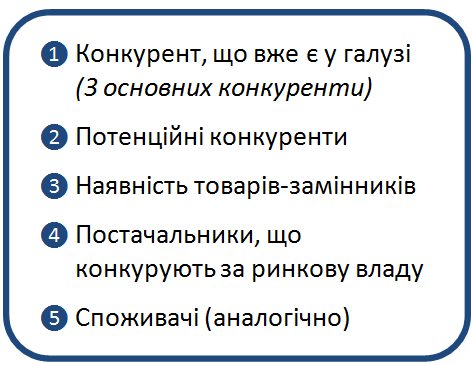 1 Конкурент, що вже є у галузі
(3 основних конкуренти)
2 Потенційні конкуренти
3 Наявність товарів-замінників
4 Постачальники, що
конкурують за ринкову владу
5 Споживачі (аналогічно)